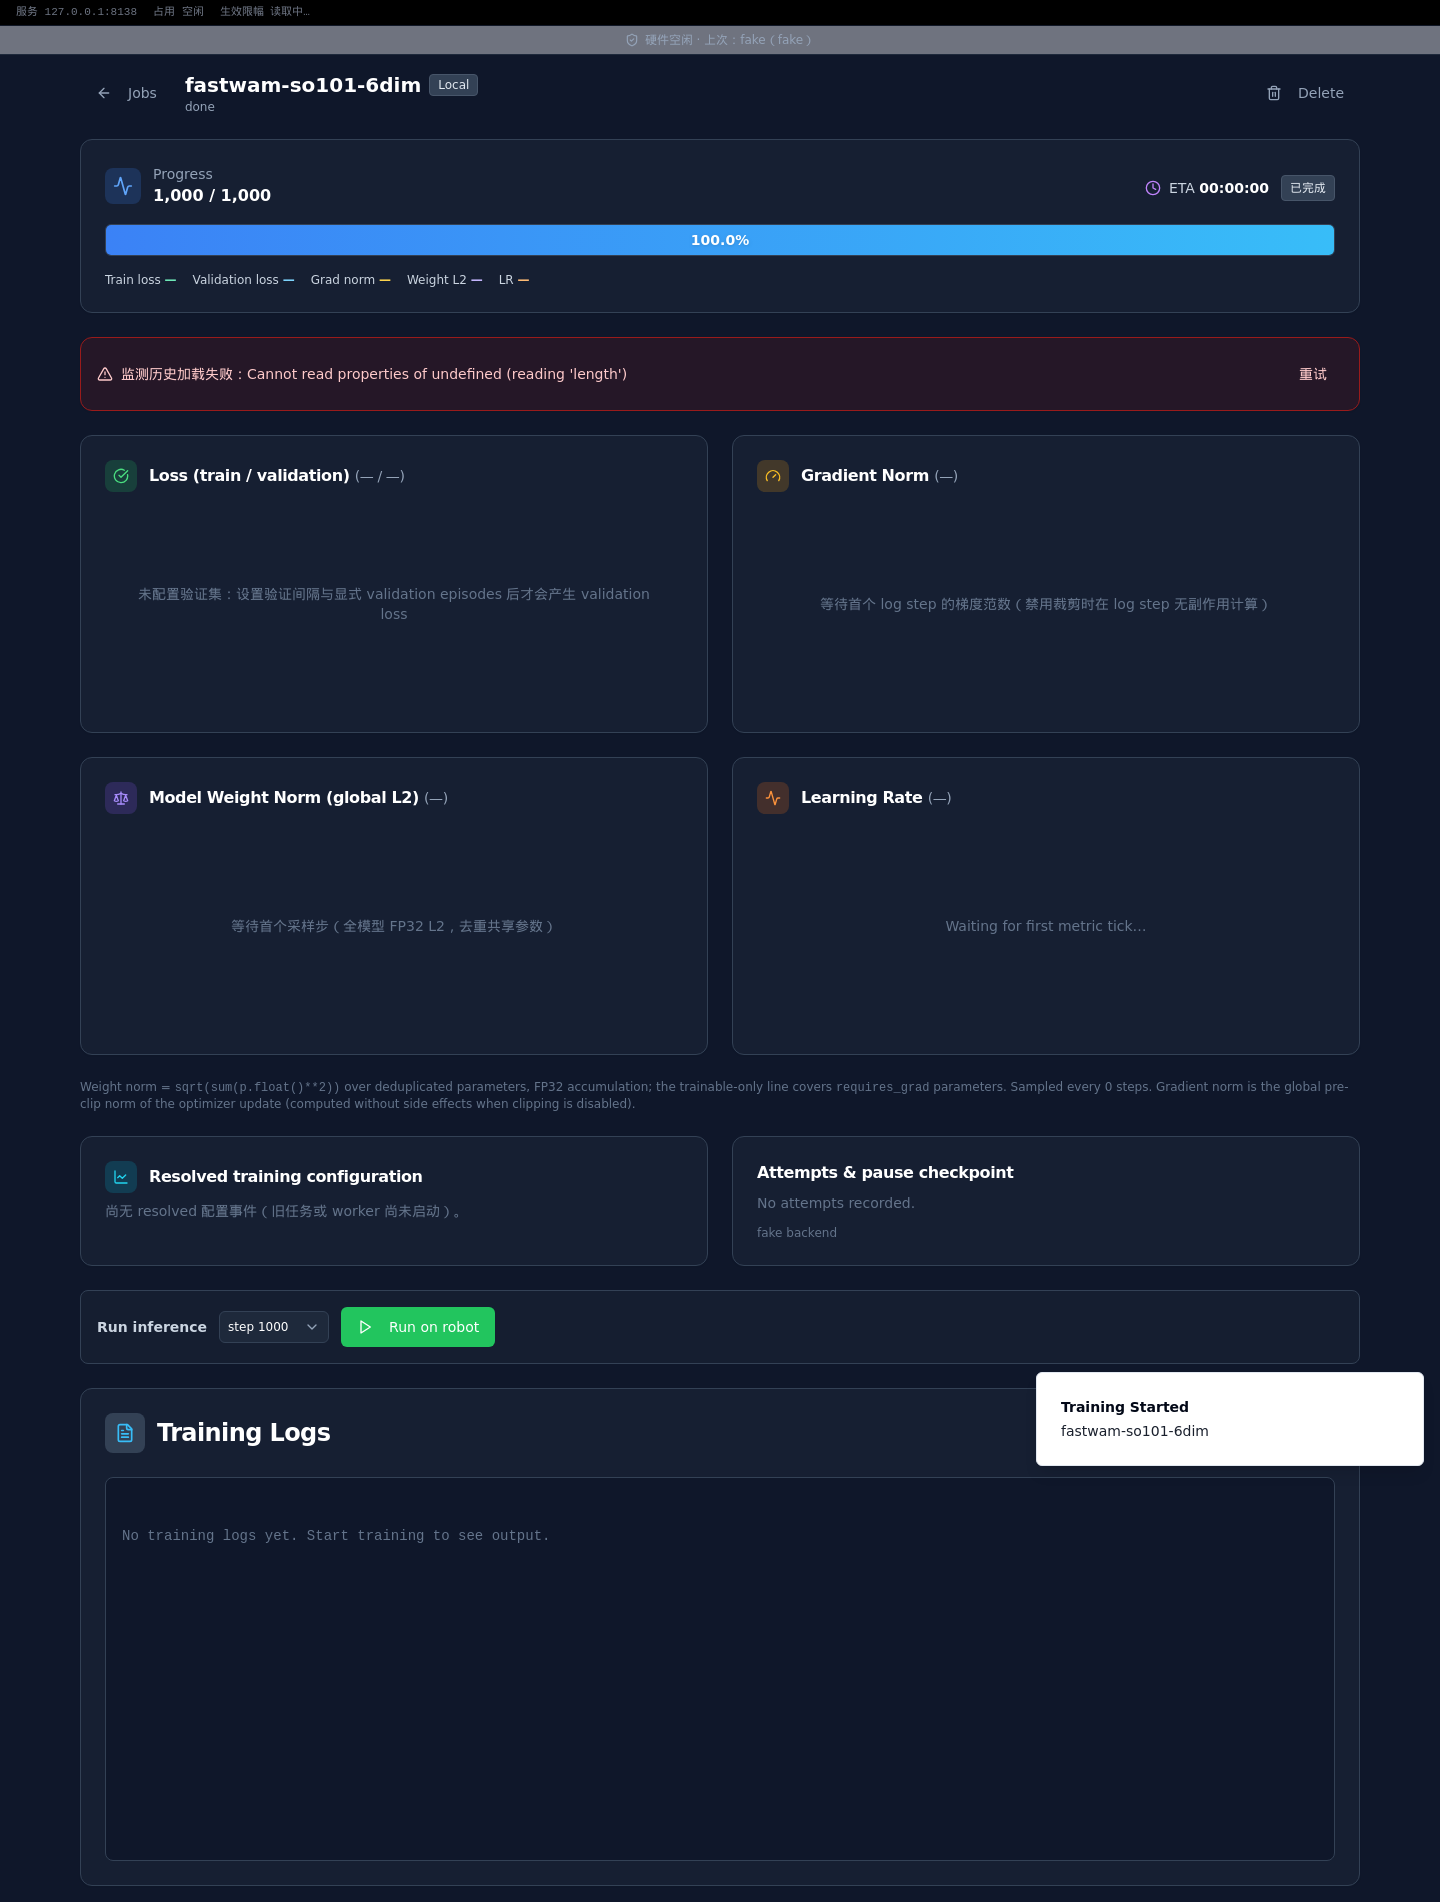 服务 127.0.0.1:8138 占用 空闲 生效限幅 读取中…
硬件空闲 · 上次：fake（fake）
Jobs
fastwam-so101-6dim Local
done
Delete
Progress
1,000 / 1,000
ETA 00:00:00 已完成
100.0%
Train loss — Validation loss — Grad norm — Weight L2 — LR —
监测历史加载失败：Cannot read properties of undefined (reading 'length')
重试
Loss (train / validation) (— / —)
未配置验证集：设置验证间隔与显式 validation episodes 后才会产生 validation
loss
Gradient Norm (—)
等待首个 log step 的梯度范数（禁用裁剪时在 log step 无副作用计算）
Model Weight Norm (global L2) (—)
等待首个采样步（全模型 FP32 L2，去重共享参数）
Learning Rate (—)
Waiting for first metric tick…
Weight norm = sqrt(sum(p.float()**2)) over deduplicated parameters, FP32 accumulation; the trainable-only line covers requires_grad parameters. Sampled every 0 steps. Gradient norm is the global pre-
clip norm of the optimizer update (computed without side effects when clipping is disabled).
Resolved training configuration
尚无 resolved 配置事件（旧任务或 worker 尚未启动）。
Attempts & pause checkpoint
No attempts recorded.
fake backend
Run inference step 1000 Run on robot
Training Logs
Training Started
fastwam-so101-6dim
No training logs yet. Start training to see output.